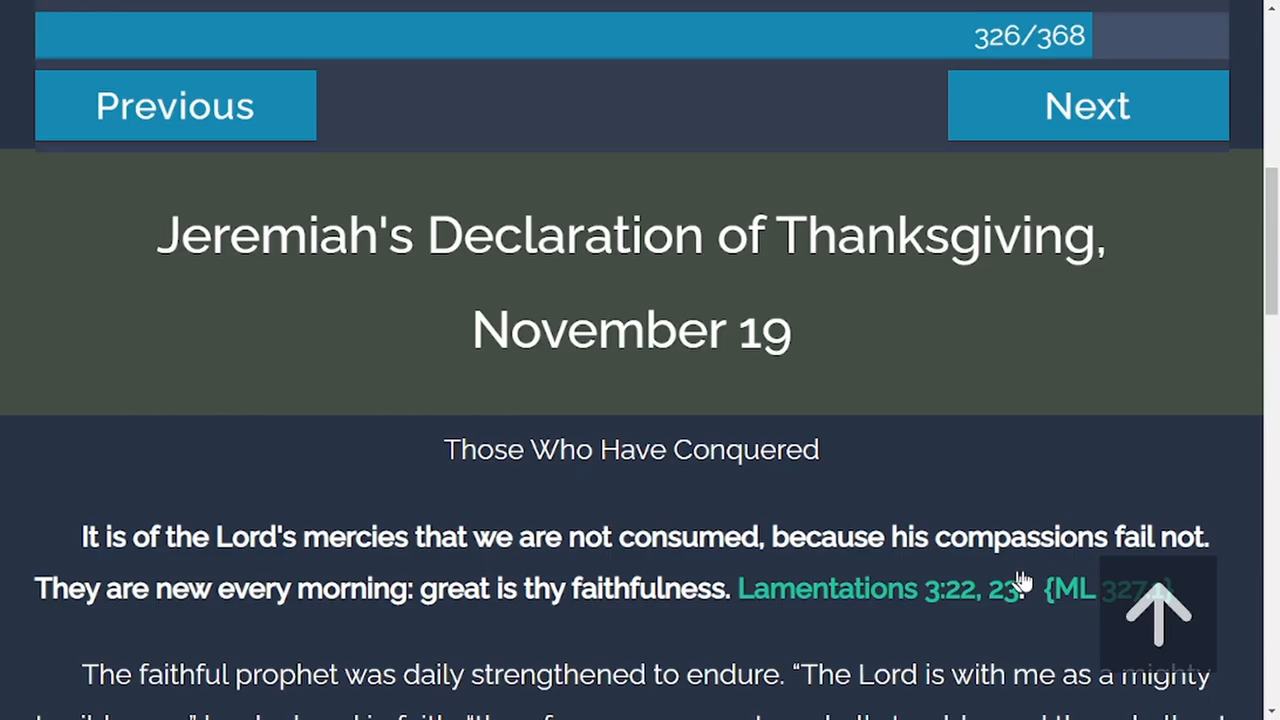 326/368
Previous
Next
Jeremiah's Declaration of Thanksgiving,
November 19
Those Who Have Conquered
It is of the Lord's mercies that we are not consumed, because his compassions fail not.
They are new every morning: great is thy faithfulness. Lamentations 3:22, 23. {ML 327.1}
The faithful prophet was daily strengthened to endure. “The Lord is with me as a mighty